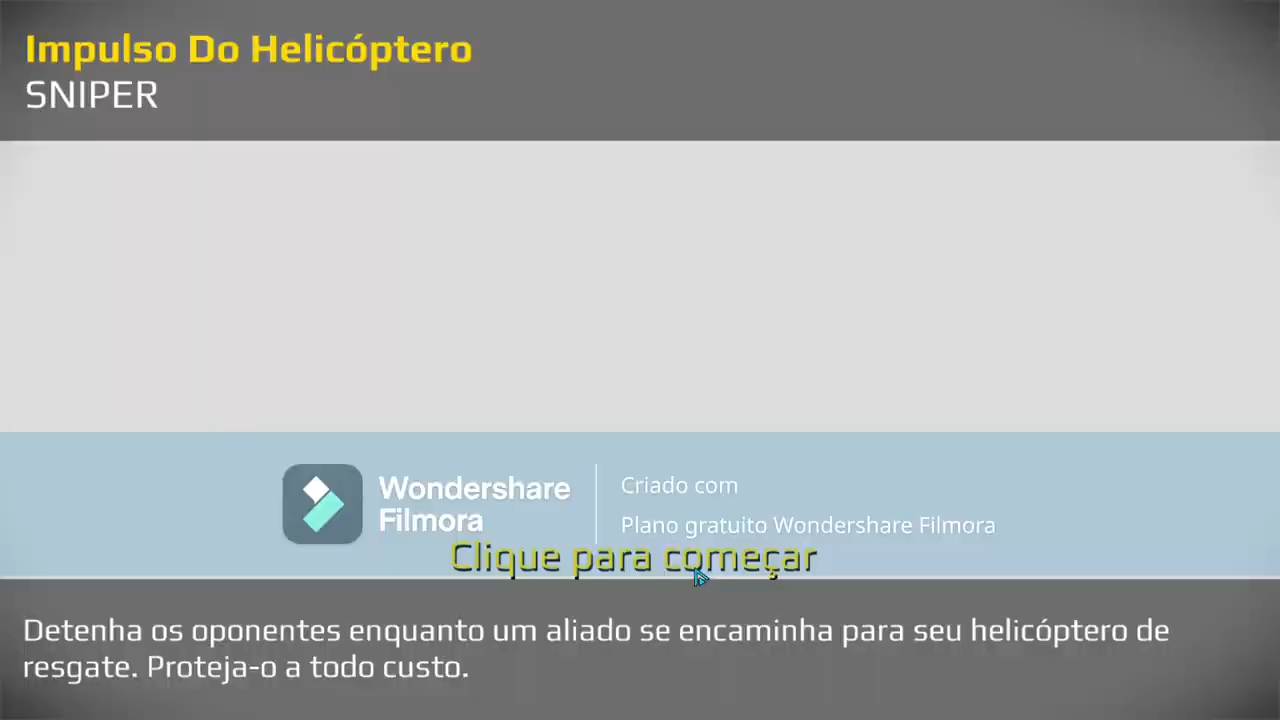 Impulso Do Helicóptero
SNIPER
Wondershare
Filmora
Criado com
Plano gratuito Wondershare Filmora
Clique para começar
Detenha os oponentes enquanto um aliado se encaminha para seu helicóptero de
resgate. Proteja-o a todo custo.